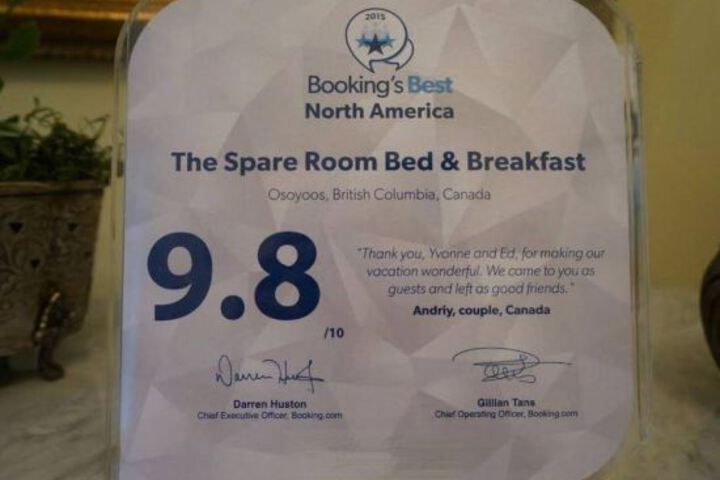 2015
Booking's Best
North America
The Spare Room Bed & Breakfast
Osoyoos, British Columbia, Canada
9.8
/10
"Thank you, Yvonne and Ed, for making our
vacation wonderful. We came to you as
guests and left as good friends."
Andriy, couple, Canada
Darren Huston
Chief Executive Officer, Booking.com
Gillian Tans
Chief Operating Officer, Booking.com